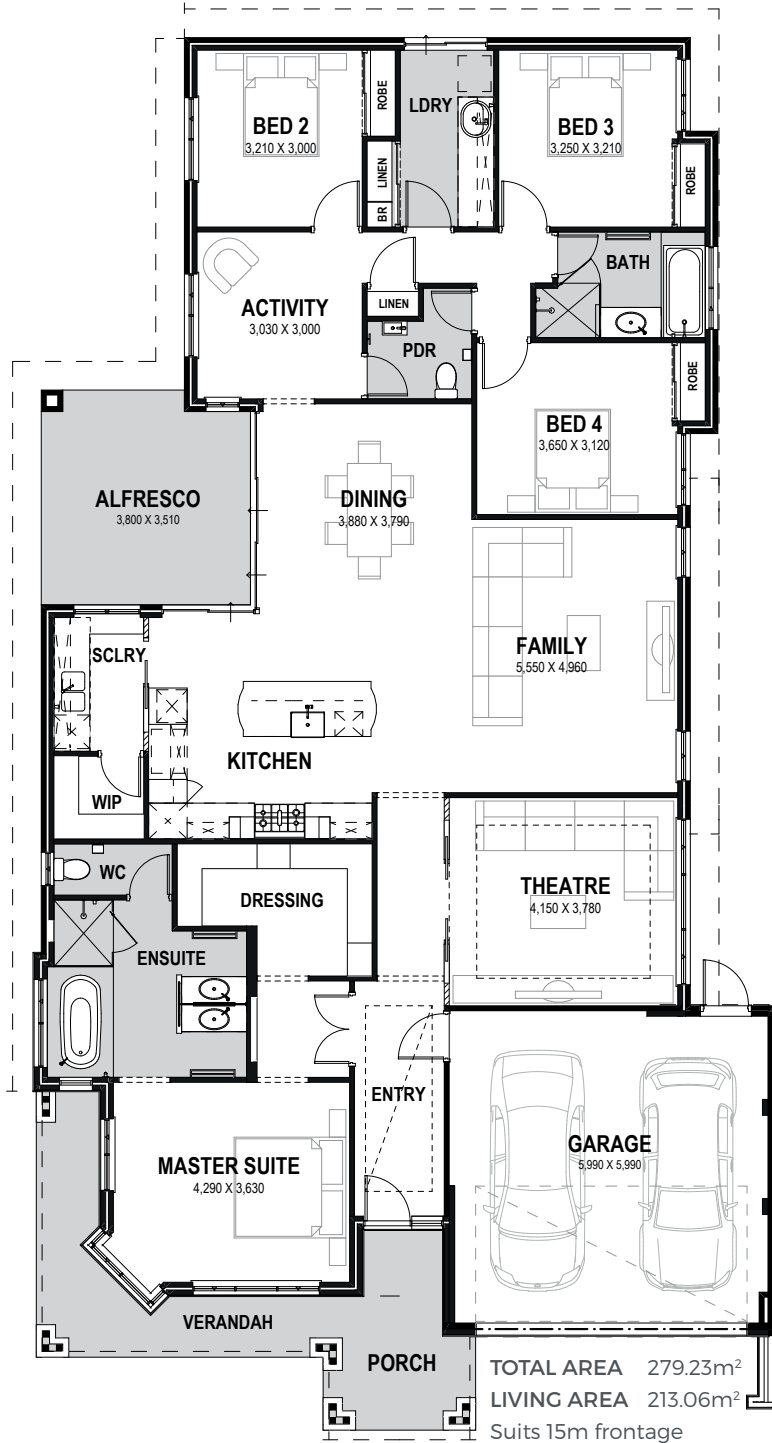 BED 2
3,210 X 3,000
ROBE
LDRY
BED 3
3,250 X 3,210
LINEN
BR
ROBE
ACTIVITY
3,030 X 3,000
LINEN
BATH
PDR
ROBE
BED 4
3,650 X 3,120
ALFRESCO
3,800 X 3,510
DINING
3,880 X 3,790
SCLRY
FAMILY
5,550 X 4,960
KITCHEN
WIP
WC
DRESSING
THEATRE
4,150 X 3,780
ENSUITE
ENTRY
GARAGE
5,990 X 5,990
MASTER SUITE
4,290 X 3,630
VERANDAH
PORCH
TOTAL AREA 279.23m²
LIVING AREA 213.06m²
Suits 15m frontage